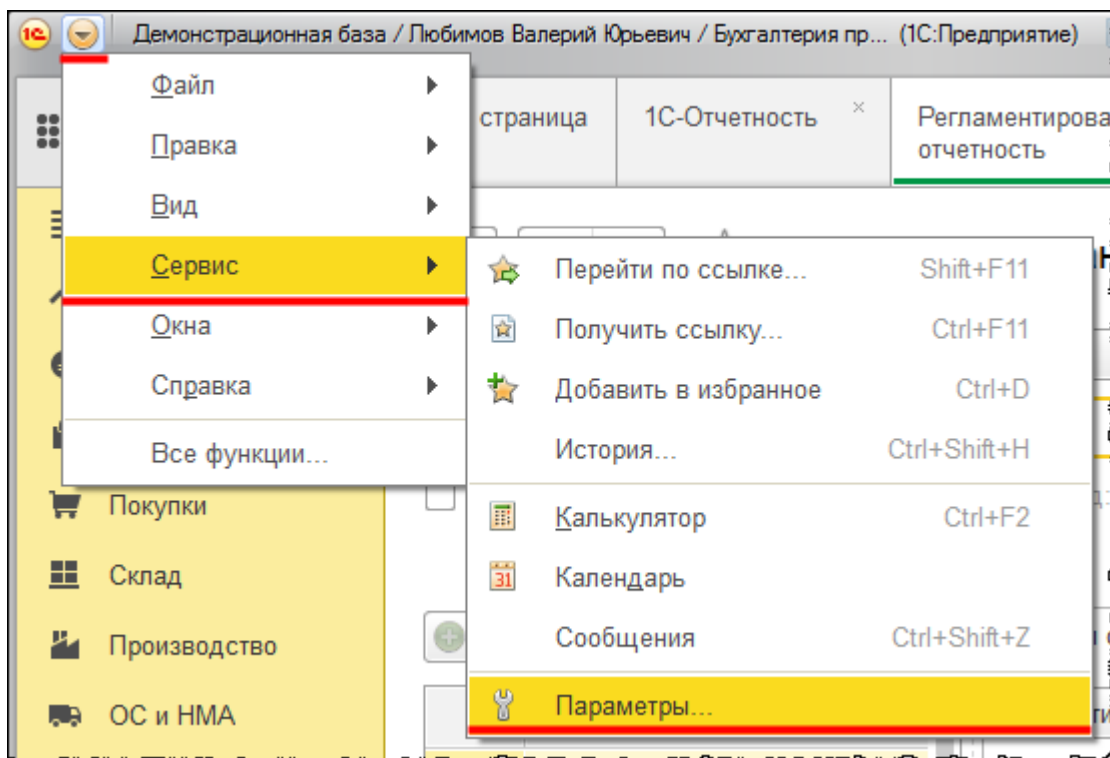 1С Демонстрационная база / Любимов Валерий Юрьевич / Бухгалтерия пр... (1С:Предприятие)
страница
1С-Отчетность
Регламентирова
отчетность
Файл
Правка
Вид
Сервис
Окна
Справка
Все функции...
Перейти по ссылке... Shift+F11
Получить ссылку... Ctrl+F11
Добавить в избранное Ctrl+D
История... Ctrl+Shift+H
Калькулятор Ctrl+F2
31 Календарь
Сообщения Ctrl+Shift+Z
Параметры...
Покупки
Склад
Производство
ОС и НМА